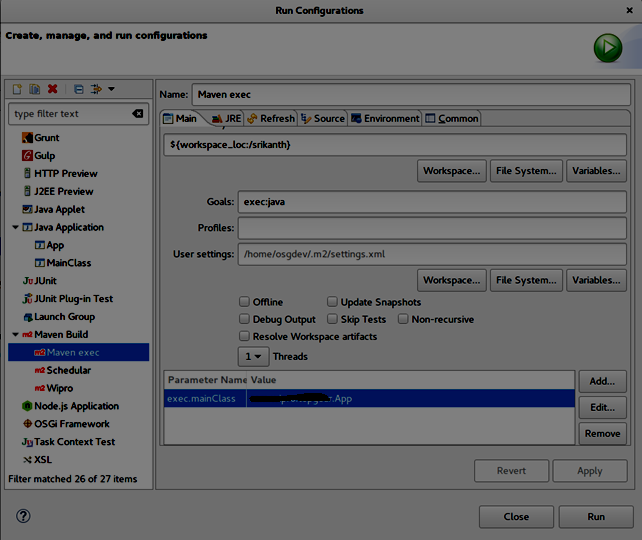 Run Configurations
Create, manage, and run configurations
type filter text
Grunt
Gulp
HTTP Preview
J2EE Preview
Java Applet
Java Application
App
MainClass
JUnit
JUnit Plug-in Test
Launch Group
Maven Build
Maven exec
Schedular
Wipro
Node.js Application
OSGi Framework
Task Context Test
XSL
Filter matched 26 of 27 items
Name: Maven exec
Main JRE Refresh Source Environment Common
${workspace_loc:/srikanth}
Workspace... File System... Variables...
Goals: exec:java
Profiles:
User settings: /home/osgdev/.m2/settings.xml
Workspace... File System... Variables...
Offline Update Snapshots
Debug Output Skip Tests Non-recursive
Resolve Workspace artifacts
1 Threads
Parameter Name Value
exec.mainClass .App
Add...
Edit...
Remove
Revert Apply
Close Run